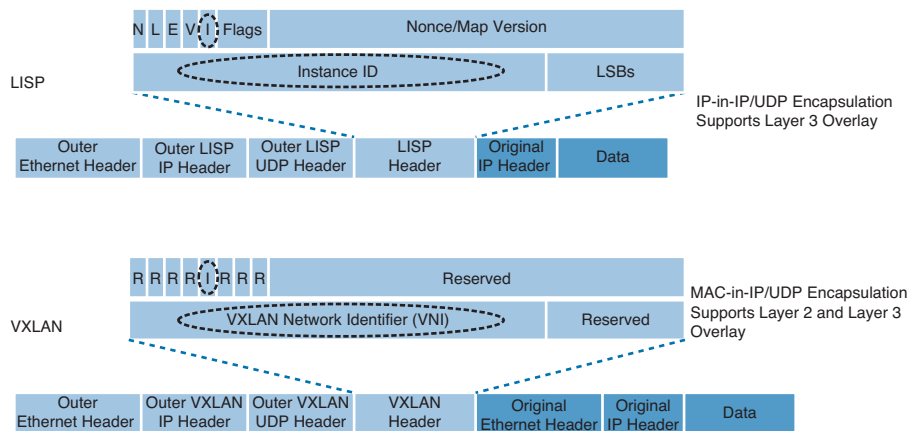 N L E V I Flags Nonce/Map Version
Instance ID LSBs
LISP
IP-in-IP/UDP Encapsulation
Supports Layer 3 Overlay
Outer
Ethernet Header
Outer LISP
IP Header
Outer LISP
UDP Header
LISP
Header
Original
IP Header
Data
R R R R I R R R Reserved
VXLAN Network Identifier (VNI) Reserved
VXLAN
MAC-in-IP/UDP Encapsulation
Supports Layer 2 and Layer 3
Overlay
Outer
Ethernet Header
Outer VXLAN
IP Header
Outer VXLAN
UDP Header
VXLAN
Header
Original
Ethernet Header
Original
IP Header
Data